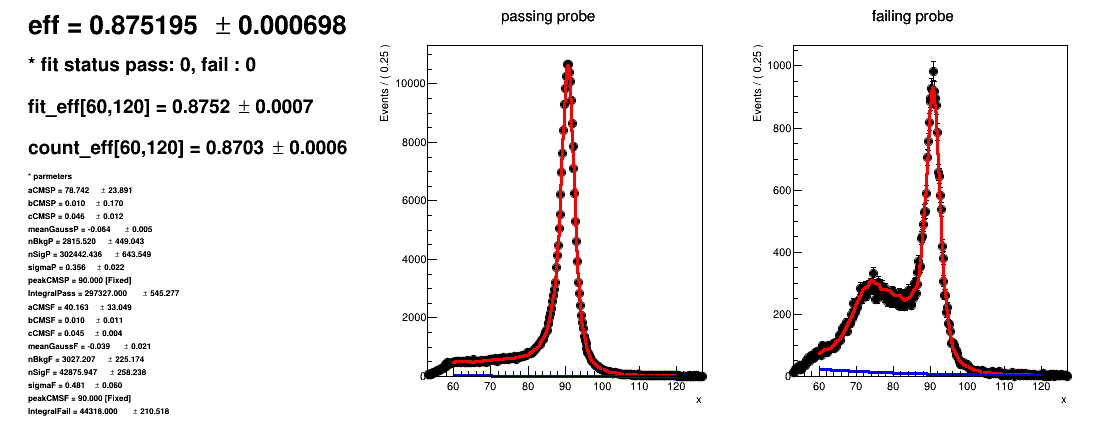 eff = 0.875195 ± 0.000698
* fit status pass: 0, fail : 0
fit_eff[60,120] = 0.8752 ± 0.0007
count_eff[60,120] = 0.8703 ± 0.0006
* parmeters
aCMSP = 78.742 ± 23.891
bCMSP = 0.010 ± 0.170
cCMSP = 0.046 ± 0.012
meanGaussP = -0.064 ± 0.005
nBkgP = 2815.520 ± 449.043
nSigP = 302442.436 ± 643.549
sigmaP = 0.356 ± 0.022
peakCMSP = 90.000 [Fixed]
IntegralPass = 297327.000 ± 545.277
aCMSF = 40.163 ± 33.049
bCMSF = 0.010 ± 0.011
cCMSF = 0.045 ± 0.004
meanGaussF = -0.039 ± 0.021
nBkgF = 3027.207 ± 225.174
nSigF = 42875.947 ± 258.238
sigmaF = 0.481 ± 0.060
peakCMSF = 90.000 [Fixed]
IntegralFail = 44318.000 ± 210.518
passing probe
Events / ( 0.25 )
10000
8000
6000
4000
2000
0
60 70 80 90 100 110 120
x
failing probe
Events / ( 0.25 )
1000
800
600
400
200
0
60 70 80 90 100 110 120
x